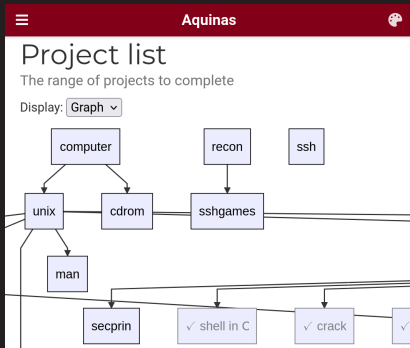 Aquinas
Project list
The range of projects to complete
Display: Graph
computer
recon
ssh
unix
cdrom
sshgames
man
secprin
✓ shell in C
✓ crack
✓